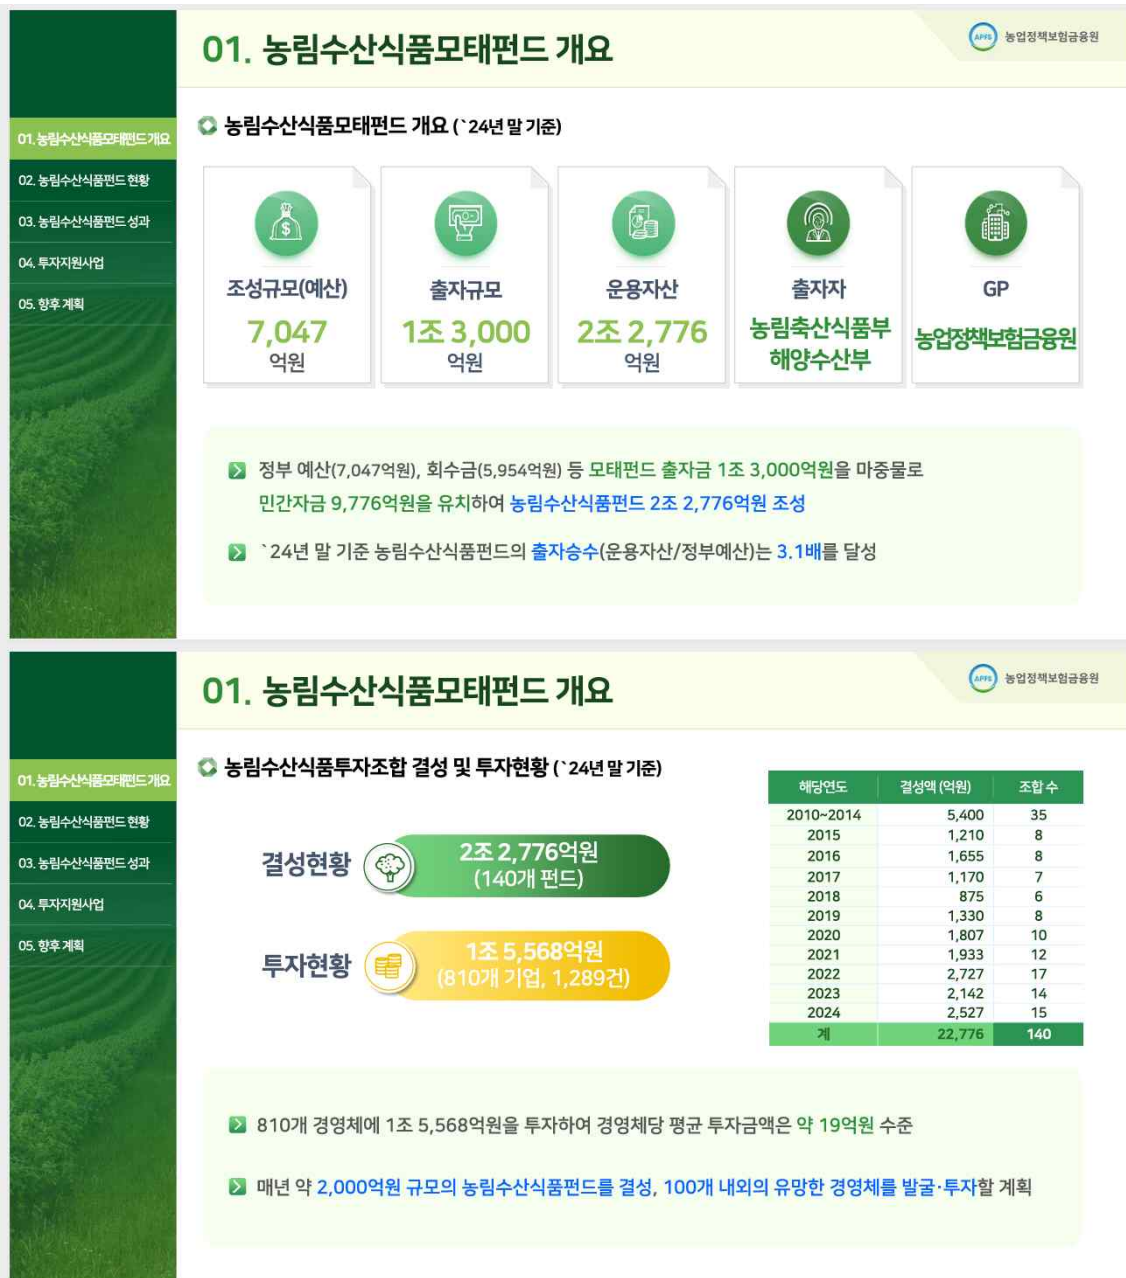 01. 농림수산식품모태펀드 개요
APFS 농업정책보험금융원
01. 농림수산식품모태펀드 개요
02. 농림수산식품펀드 현황
03. 농림수산식품펀드 성과
04. 투자지원사업
05. 향후 계획
농림수산식품모태펀드 개요 (`24년 말 기준)
조성규모(예산)
7,047
억원
출자규모
1조 3,000
억원
운용자산
2조 2,776
억원
출자자
농림축산식품부
해양수산부
GP
농업정책보험금융원
정부 예산(7,047억원), 회수금(5,954억원) 등 모태펀드 출자금 1조 3,000억원을 마중물로
민간자금 9,776억원을 유치하여 농림수산식품펀드 2조 2,776억원 조성
`24년 말 기준 농림수산식품펀드의 출자승수(운용자산/정부예산)는 3.1배를 달성
01. 농림수산식품모태펀드 개요
APFS 농업정책보험금융원
01. 농림수산식품모태펀드 개요
02. 농림수산식품펀드 현황
03. 농림수산식품펀드 성과
04. 투자지원사업
05. 향후 계획
농림수산식품투자조합 결성 및 투자현황 (`24년 말 기준)
결성현황
2조 2,776억원
(140개 펀드)
투자현황
1조 5,568억원
(810개 기업, 1,289건)
해당연도 결성액 (억원) 조합 수
2010~2014 5,400 35
2015 1,210 8
2016 1,655 8
2017 1,170 7
2018 875 6
2019 1,330 8
2020 1,807 10
2021 1,933 12
2022 2,727 17
2023 2,142 14
2024 2,527 15
계 22,776 140
810개 경영체에 1조 5,568억원을 투자하여 경영체당 평균 투자금액은 약 19억원 수준
매년 약 2,000억원 규모의 농림수산식품펀드를 결성, 100개 내외의 유망한 경영체를 발굴·투자할 계획